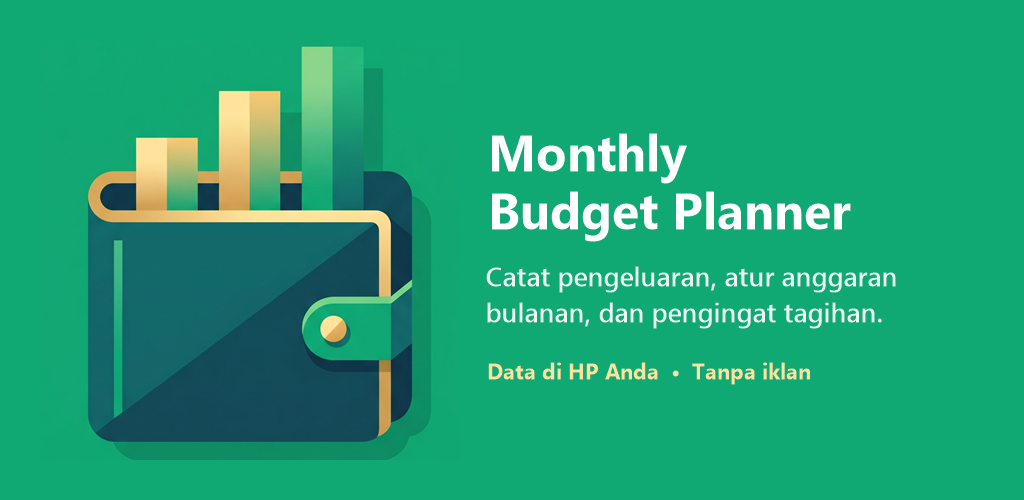 Monthly
Budget Planner
Catat pengeluaran, atur anggaran
bulanan, dan pengingat tagihan.
Data di HP Anda • Tanpa iklan